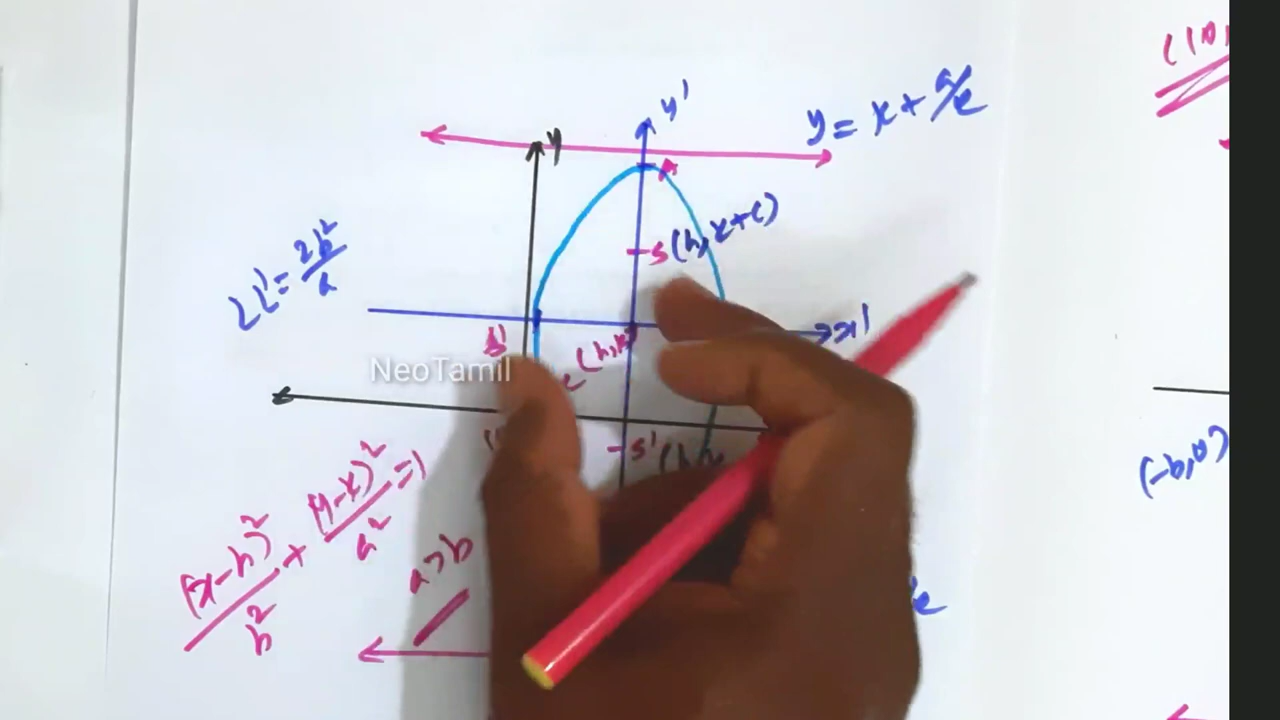 y'
y = k + a/e
y
A
S(h, k+c)
LL' = 2b²/a
x'
B'
C(h,k)
NeoTamil
S'(h,
(x-h)²/b² + (y-k)²/a² = 1
a>b
(-b,0)